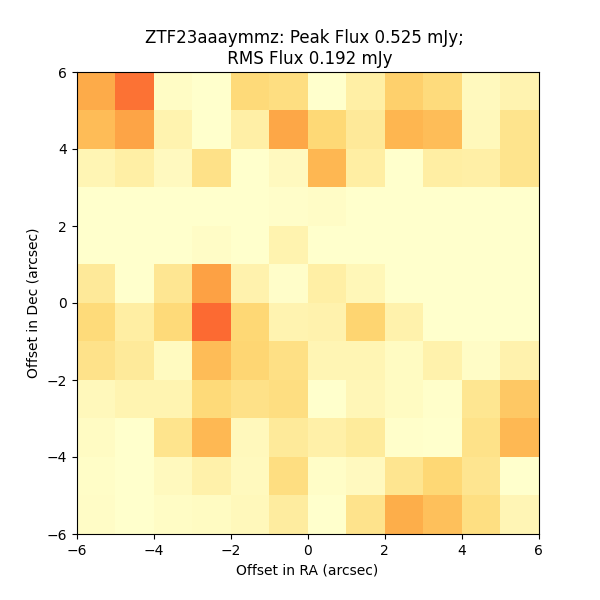 ZTF23aaaymmz: Peak Flux 0.525 mJy;
RMS Flux 0.192 mJy
6
4
2
0
−2
−4
−6
Offset in Dec (arcsec)
−6 −4 −2 0 2 4 6
Offset in RA (arcsec)